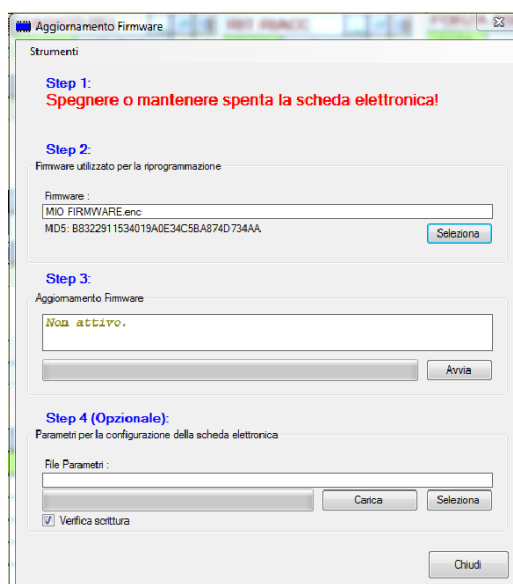 Aggiornamento Firmware
Strumenti
Step 1:
Spegnere o mantenere spenta la scheda elettronica!
Step 2:
Firmware utilizzato per la riprogrammazione
Firmware :
MIO FIRMWARE.enc
MD5: B8322911534019A0E34C5BA874D734AA
Seleziona
Step 3:
Aggiornamento Firmware
Non attivo.
Avvia
Step 4 (Opzionale):
Parametri per la configurazione della scheda elettronica
File Parametri :
Carica
Seleziona
Verifica scrittura
Chiudi